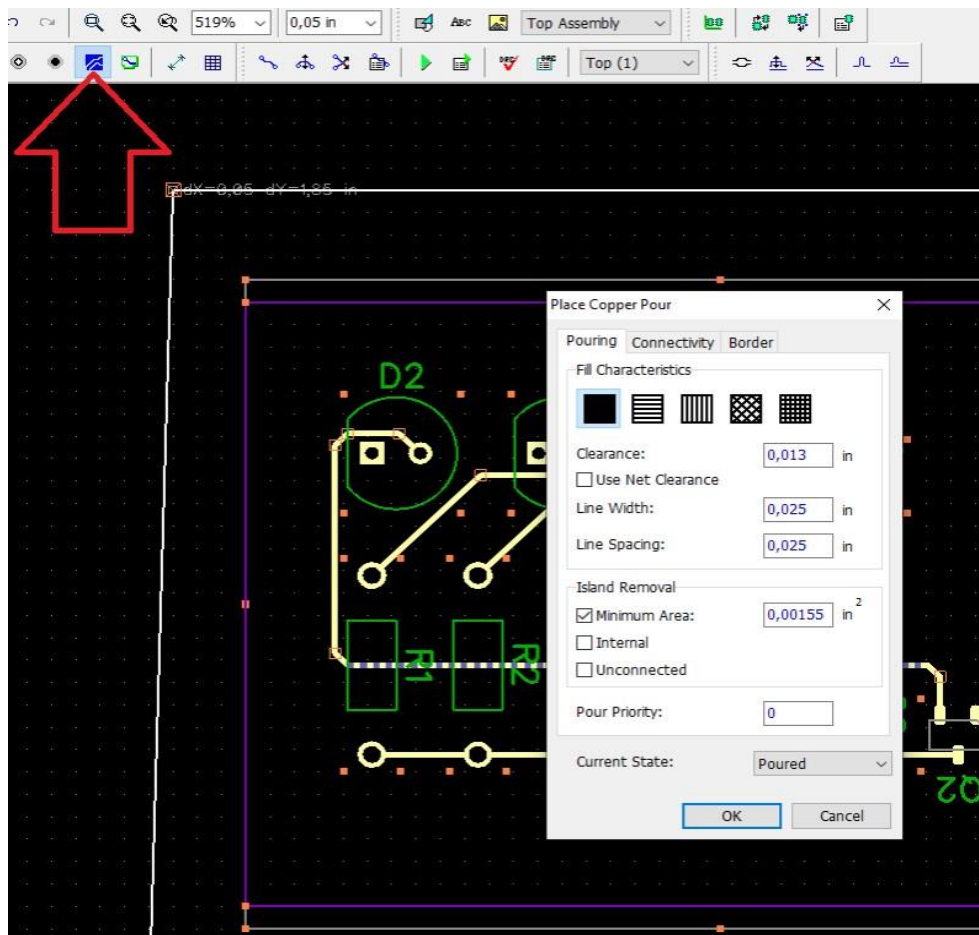 519%
0,05 in
ABC
Top Assembly
Top (1)
dX=0,05 dY=1,85 in
Place Copper Pour
Pouring Connectivity Border
Fill Characteristics
Clearance: 0,013 in
Use Net Clearance
Line Width: 0,025 in
Line Spacing: 0,025 in
Island Removal
Minimum Area: 0,00155 in 2
Internal
Unconnected
Pour Priority: 0
Current State: Poured
OK Cancel
D2
R1
R2
Q2